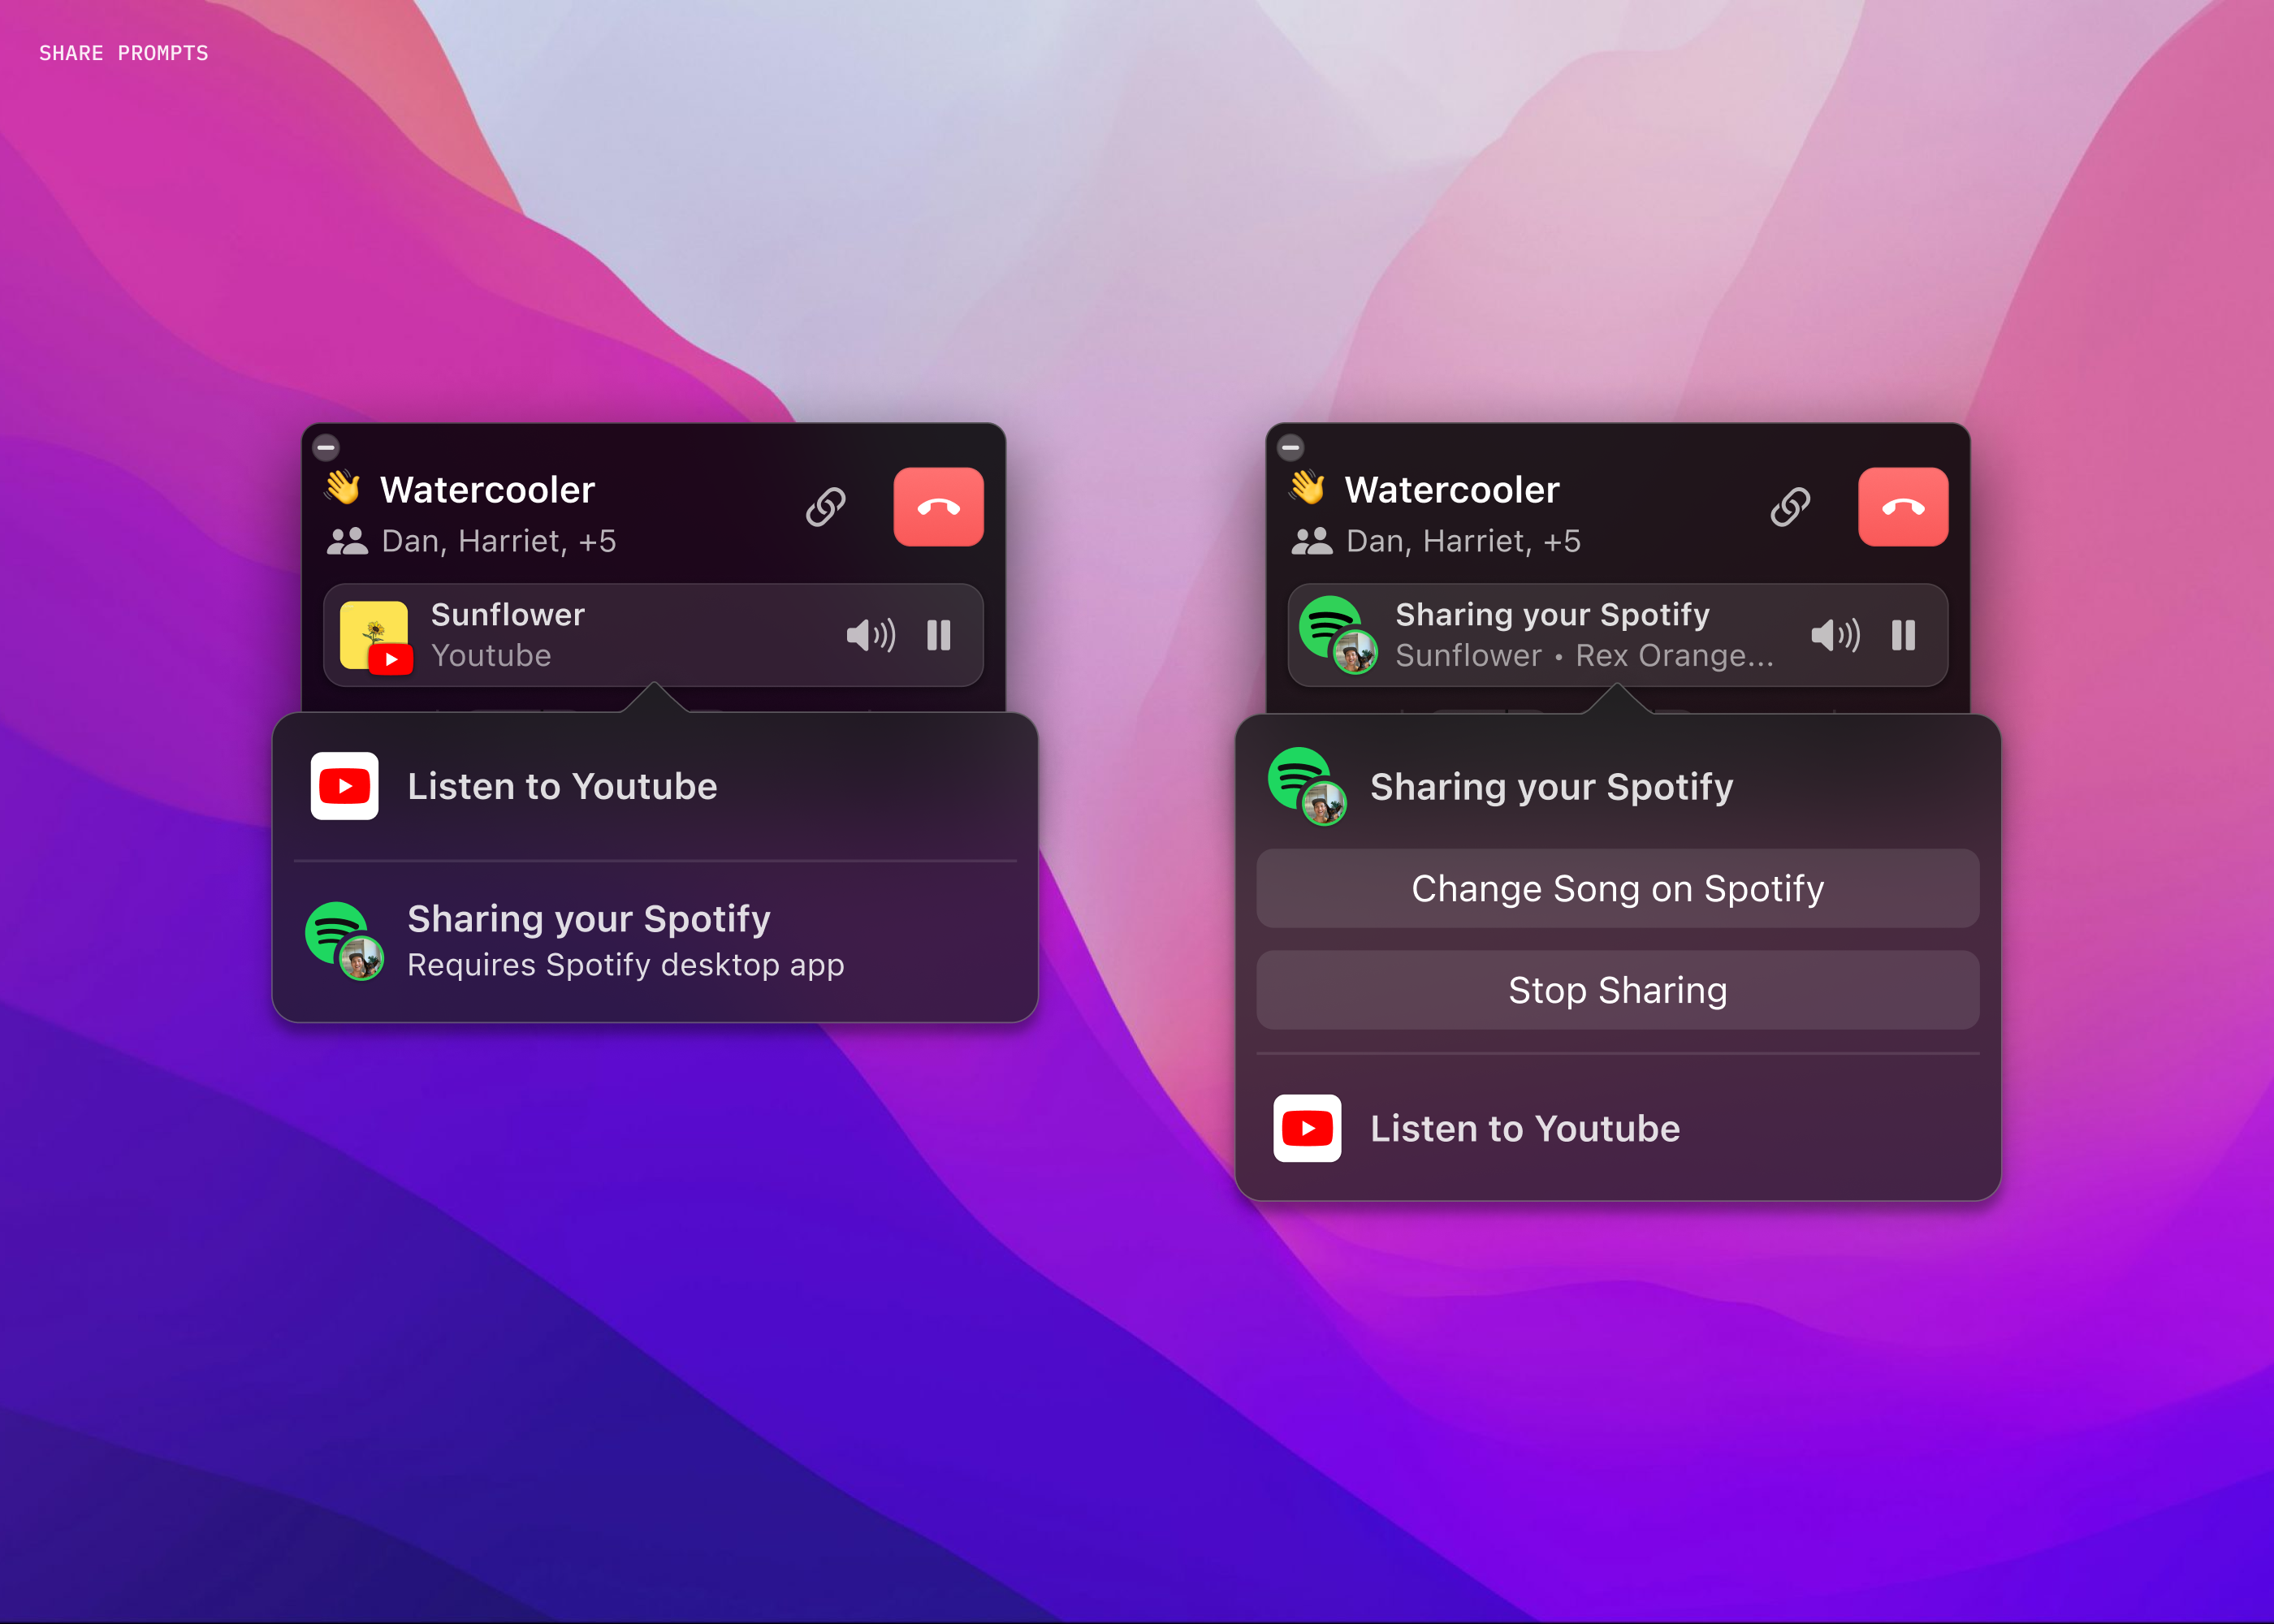 SHARE PROMPTS
👋 Watercooler
Dan, Harriet, +5
Sunflower
Youtube
Listen to Youtube
Sharing your Spotify
Requires Spotify desktop app
👋 Watercooler
Dan, Harriet, +5
Sharing your Spotify
Sunflower • Rex Orange...
Sharing your Spotify
Change Song on Spotify
Stop Sharing
Listen to Youtube